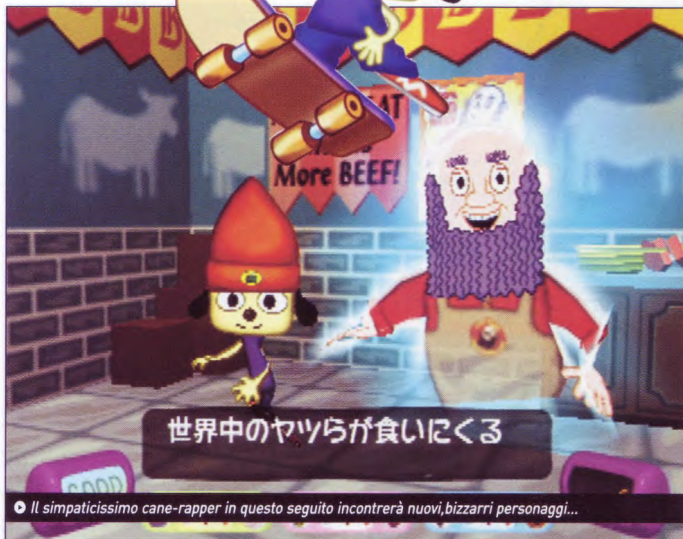 More BEEF!
世界中のヤツらが食いにくる
GOOD
Il simpaticissimo cane-rapper in questo seguito incontrerà nuovi,bizzarri personaggi...